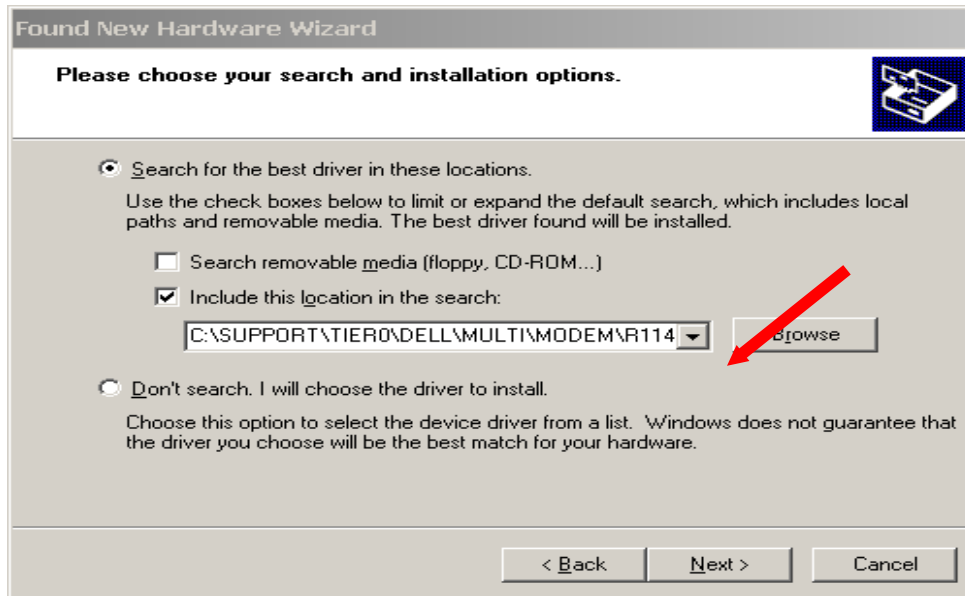 Found New Hardware Wizard
Please choose your search and installation options.
Search for the best driver in these locations.
Use the check boxes below to limit or expand the default search, which includes local
paths and removable media. The best driver found will be installed.
Search removable media (floppy, CD-ROM...)
Include this location in the search:
C:\SUPPORT\TIER0\DELL\MULTI\MODEM\R114
Browse
Don't search. I will choose the driver to install.
Choose this option to select the device driver from a list. Windows does not guarantee that
the driver you choose will be the best match for your hardware.
< Back Next > Cancel